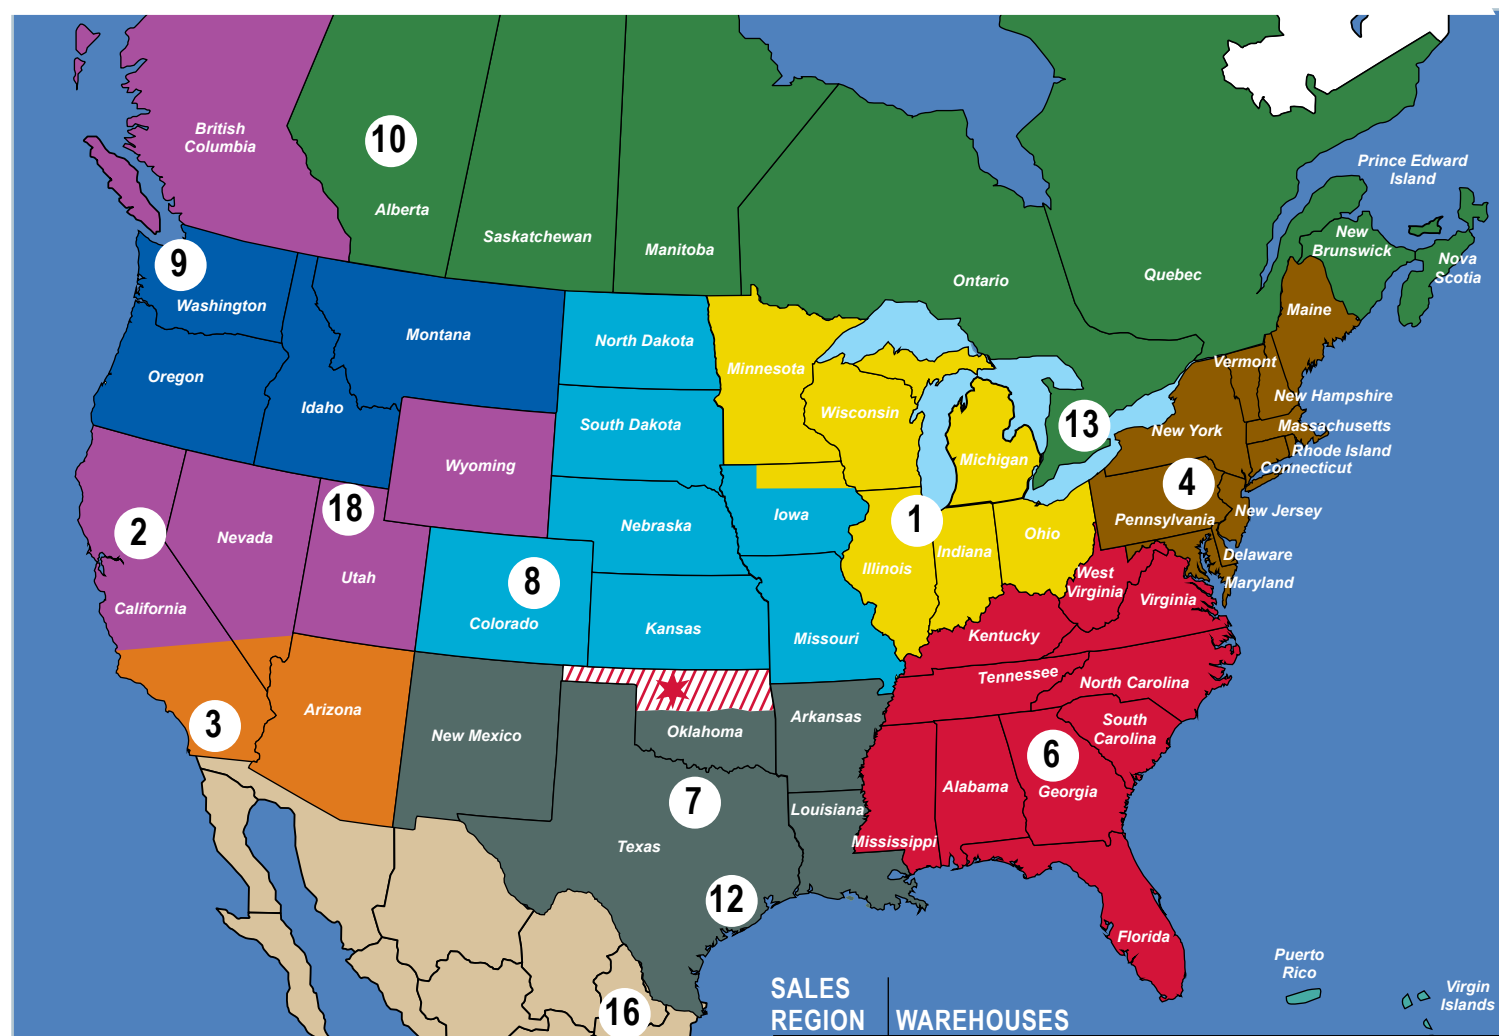 British
Columbia
10
Alberta
Saskatchewan
Manitoba
Ontario
Quebec
Prince Edward
Island
New
Brunswick
Nova
Scotia
9
Washington
Montana
Oregon
Idaho
North Dakota
South Dakota
Minnesota
Wisconsin
Michigan
13
Maine
Vermont
New Hampshire
New York
Massachusetts
Rhode Island
Connecticut
Wyoming
18
2
Nevada
Utah
California
Nebraska
Iowa
1
Illinois
Indiana
Ohio
4
Pennsylvania
New Jersey
Delaware
Maryland
West
Virginia
Virginia
8
Colorado
Kansas
Missouri
Kentucky
Tennessee
North Carolina
South
Carolina
3
Arizona
New Mexico
Oklahoma
Arkansas
6
Georgia
Alabama
7
Texas
Louisiana
Mississippi
12
Florida
Puerto
Rico
Virgin
Islands
16
SALES
REGION
WAREHOUSES